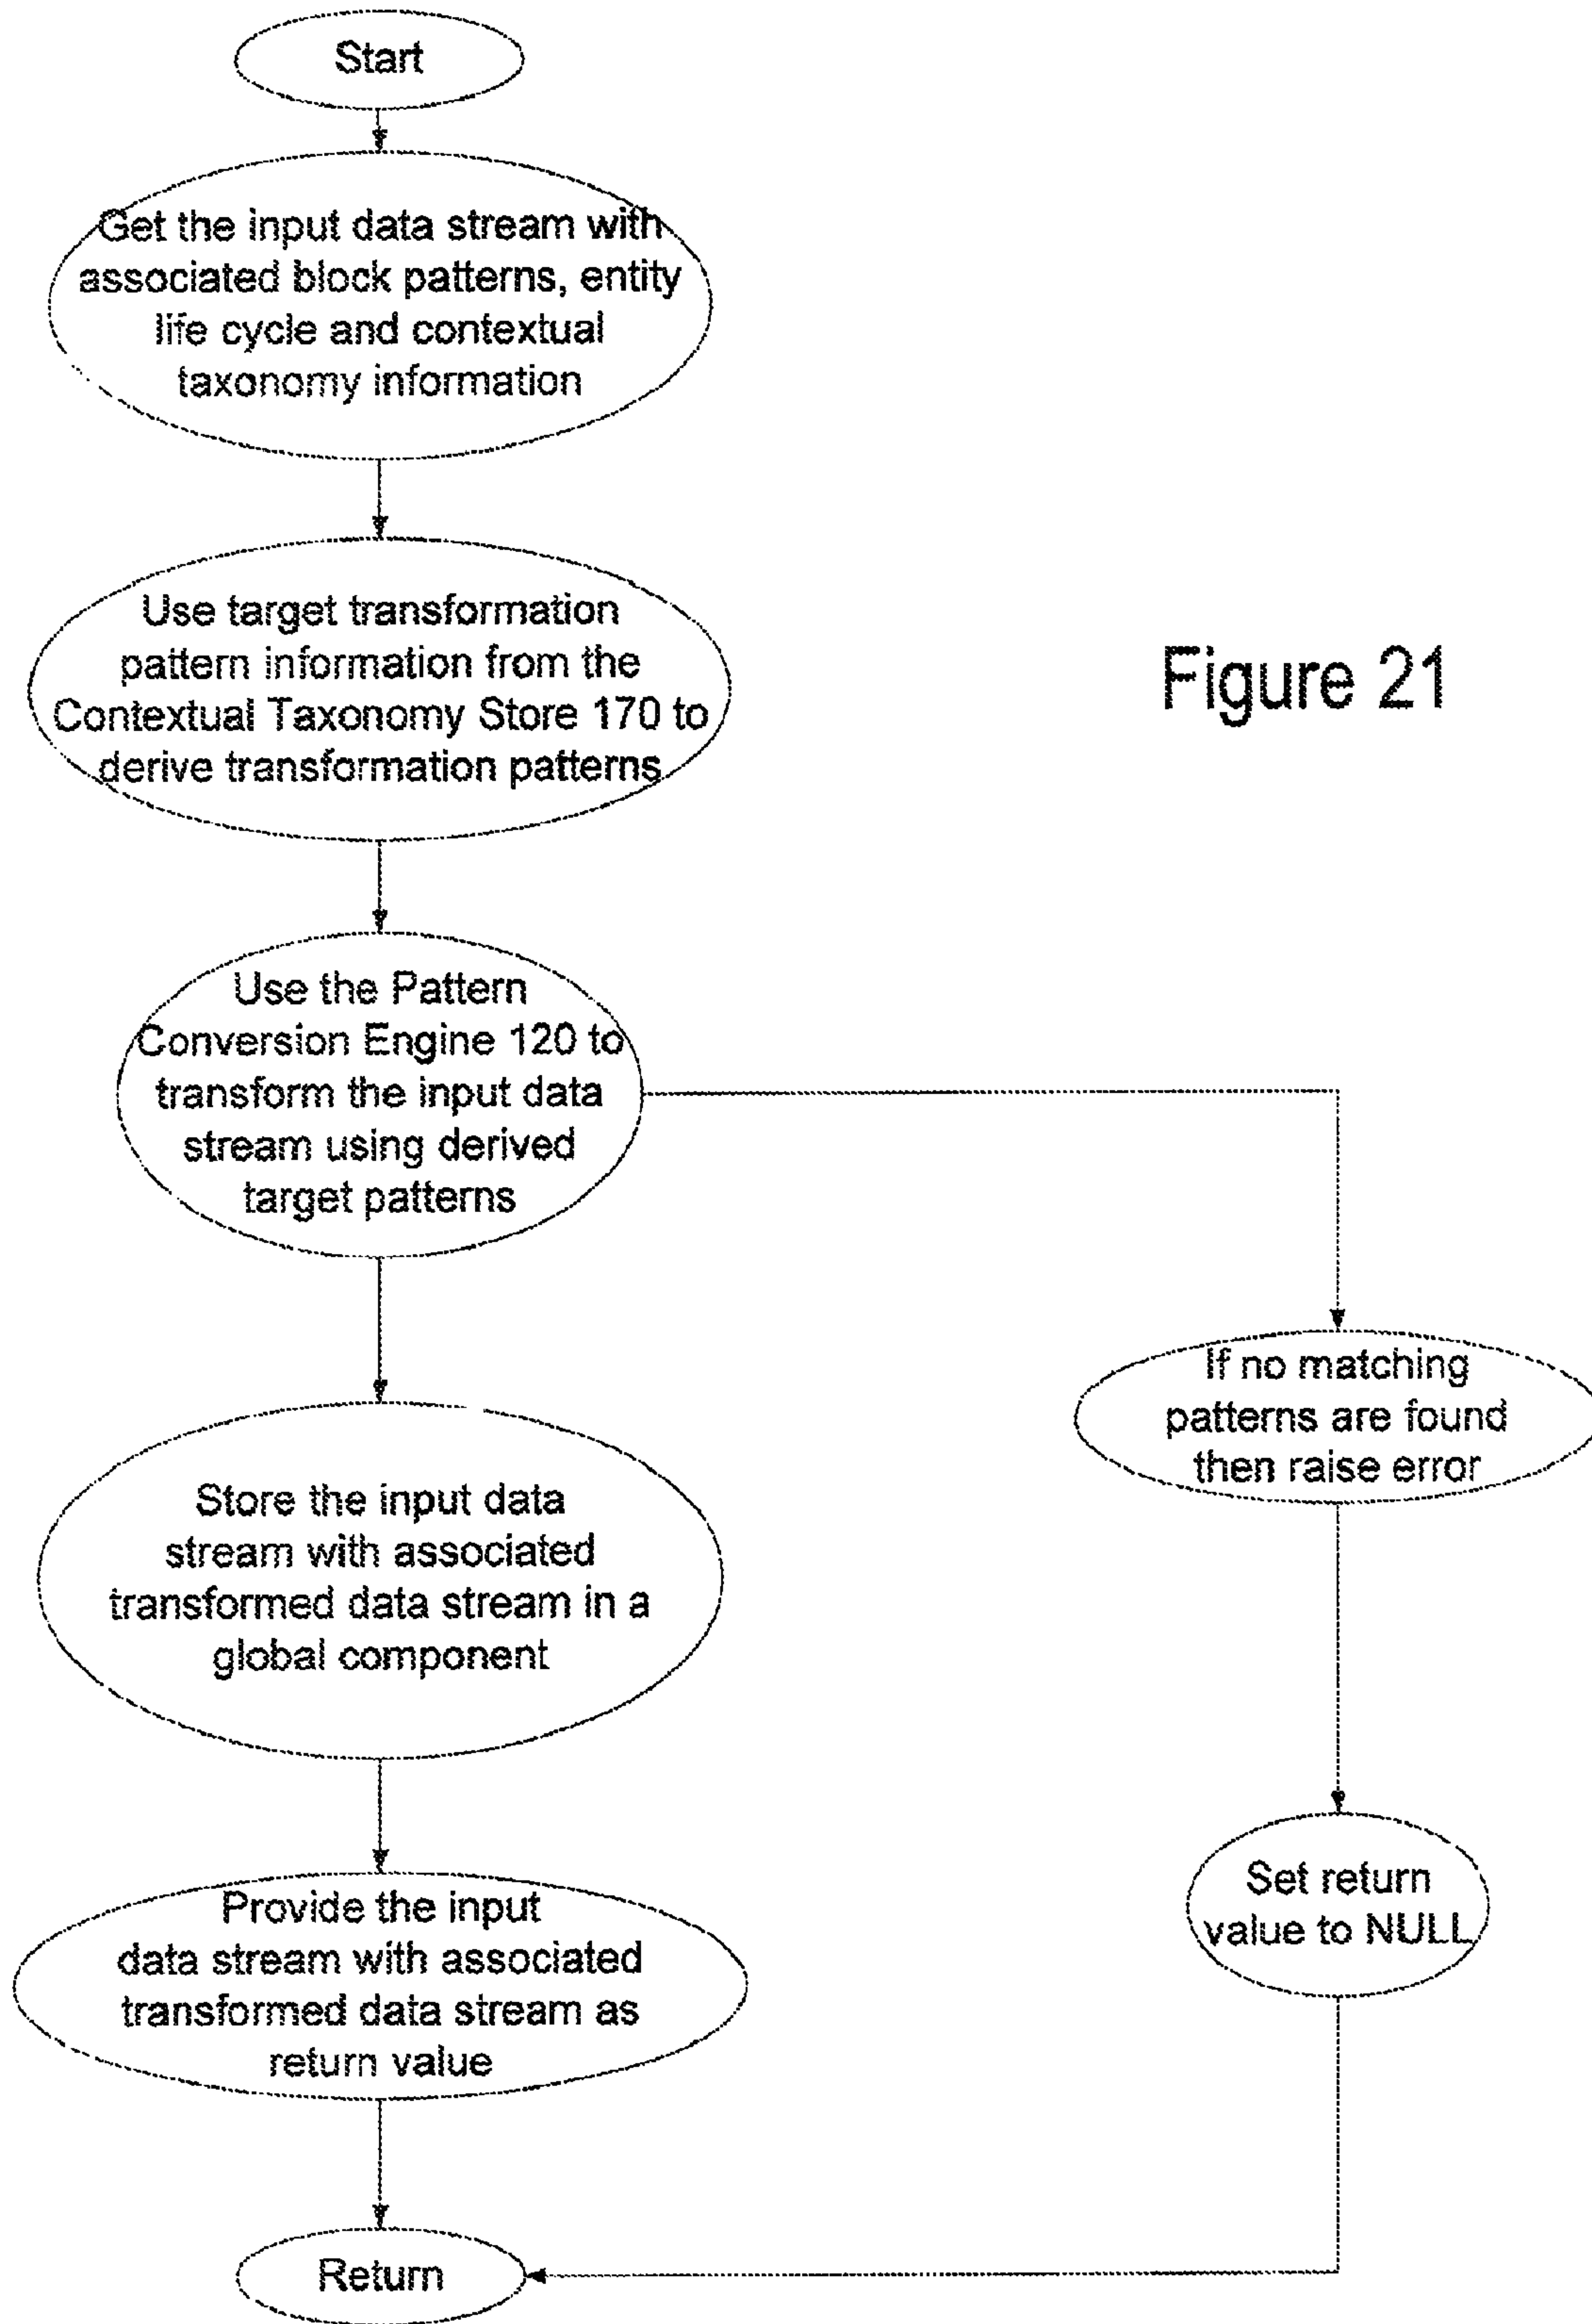 Start
Get the input data stream with
associated block patterns, entity
life cycle and contextual
taxonomy information
Use target transformation
pattern information from the
Contextual Taxonomy Store 170 to
derive transformation patterns
Figure 21
Use the Pattern
Conversion Engine 120 to
transform the input data
stream using derived
target patterns
If no matching
patterns are found
then raise error
Store the input data
stream with associated
transformed data stream in a
global component
Set return
value to NULL
Provide the input
data stream with associated
transformed data stream as
return value
Return